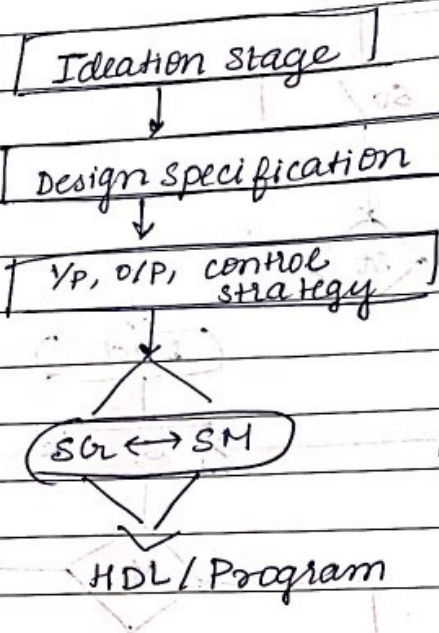 Ideation stage
Design specification
I/P, O/P, control
strategy
SG ↔ SM
HDL / Program